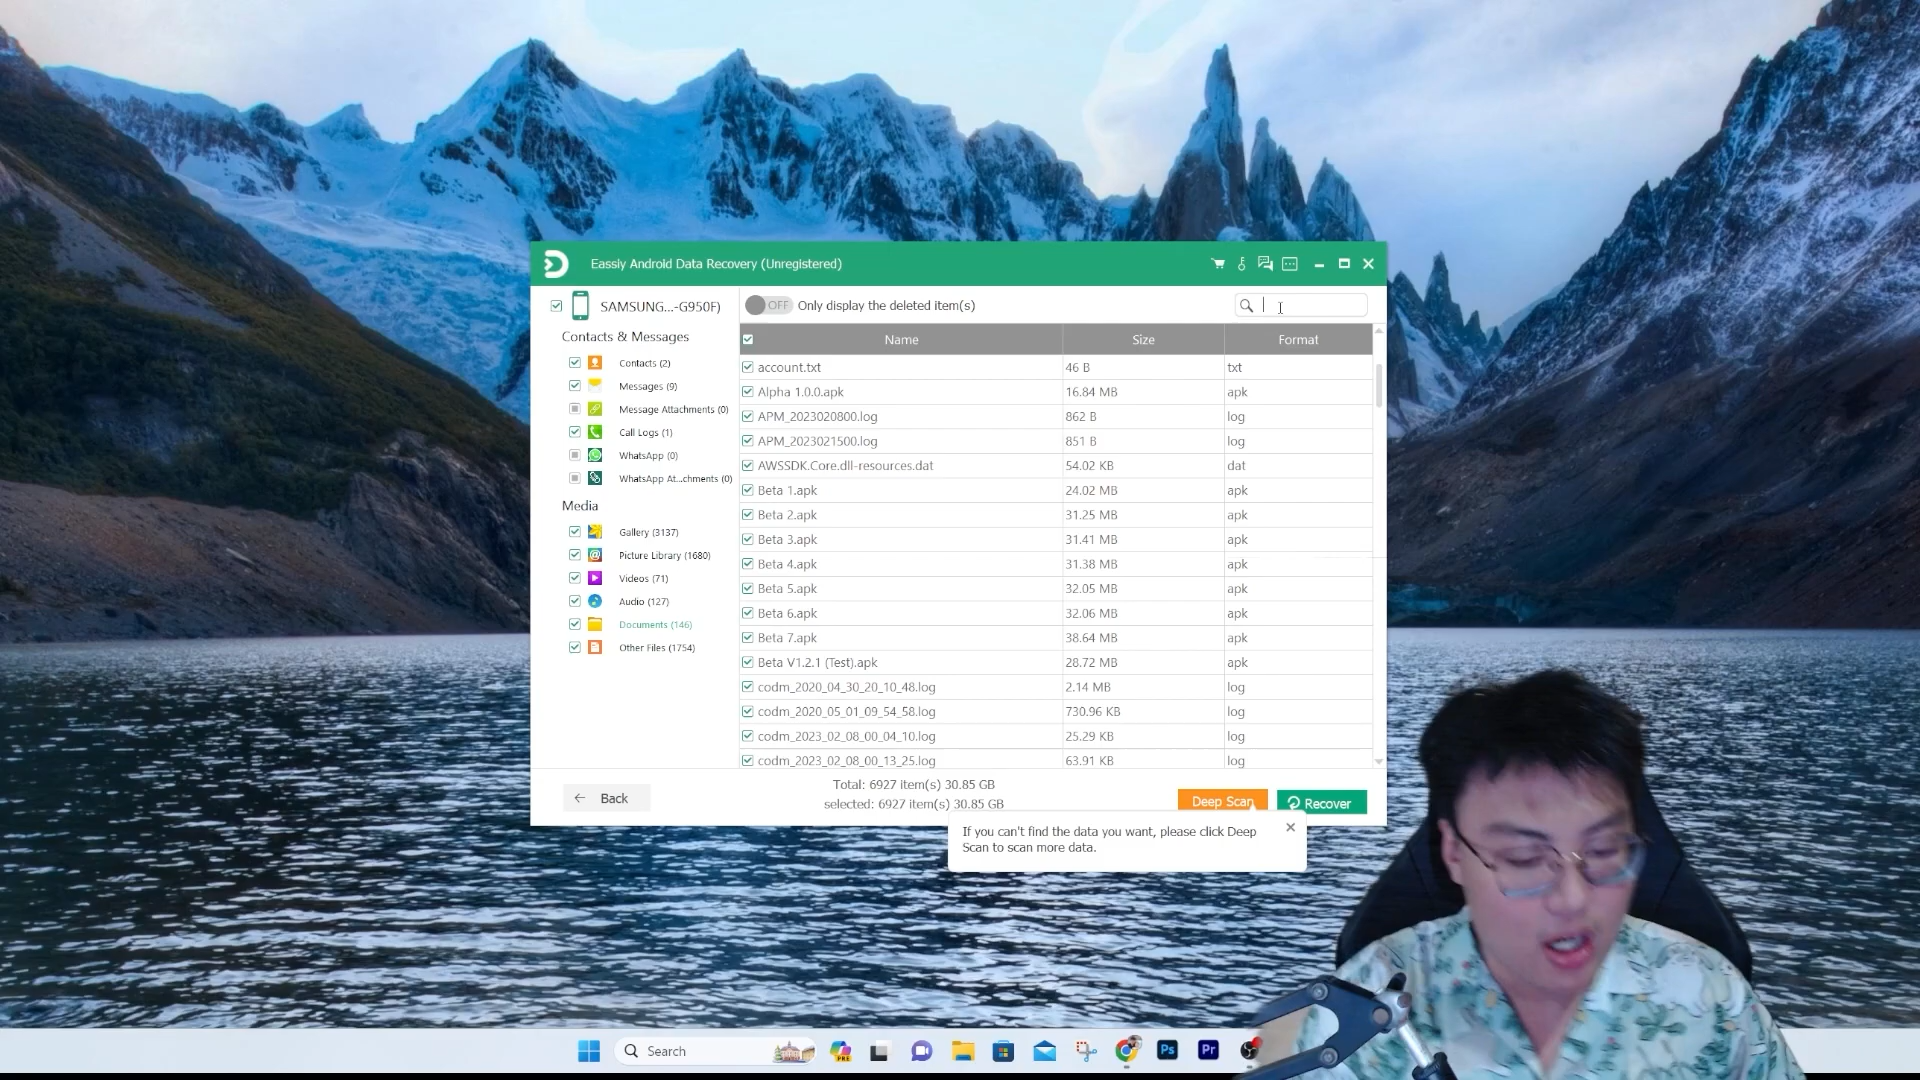 Eassiy Android Data Recovery (Unregistered)
SAMSUNG...-G950F)
OFF Only display the deleted item(s)
Contacts & Messages
Contacts (2)
Messages (9)
Message Attachments (0)
Call Logs (1)
WhatsApp (0)
WhatsApp At...chments (0)
Media
Gallery (3137)
Picture Library (1680)
Videos (71)
Audio (127)
Documents (146)
Other Files (1754)
Name Size Format
account.txt 46 B txt
Alpha 1.0.0.apk 16.84 MB apk
APM_2023020800.log 862 B log
APM_2023021500.log 851 B log
AWSSDK.Core.dll-resources.dat 54.02 KB dat
Beta 1.apk 24.02 MB apk
Beta 2.apk 31.25 MB apk
Beta 3.apk 31.41 MB apk
Beta 4.apk 31.38 MB apk
Beta 5.apk 32.05 MB apk
Beta 6.apk 32.06 MB apk
Beta 7.apk 38.64 MB apk
Beta V1.2.1 (Test).apk 28.72 MB apk
codm_2020_04_30_20_10_48.log 2.14 MB log
codm_2020_05_01_09_54_58.log 730.96 KB log
codm_2023_02_08_00_04_10.log 25.29 KB log
codm_2023_02_08_00_13_25.log 63.91 KB log
Back
Total: 6927 item(s) 30.85 GB
selected: 6927 item(s) 30.85 GB
Deep Scan
Recover
If you can't find the data you want, please click Deep
Scan to scan more data.
Search
PRE
Ps
Pr